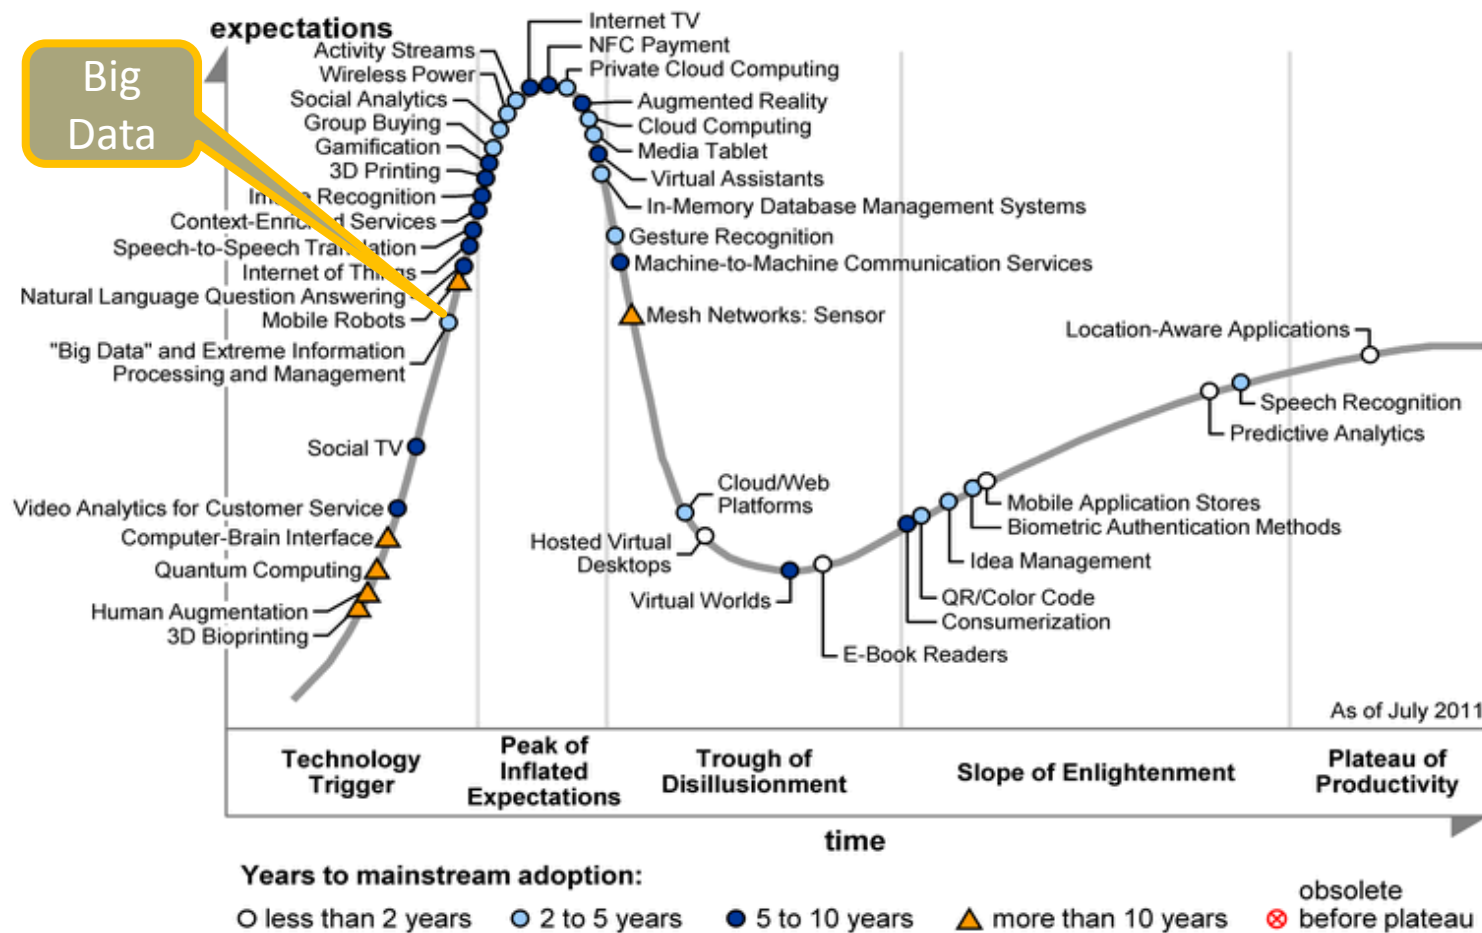 expectations
Big
Data
Activity Streams
Wireless Power
Social Analytics
Group Buying
Gamification
3D Printing
Recognition
Context-Enriched Services
Speech-to-Speech Translation
Internet of Things
Natural Language Question Answering
Mobile Robots
"Big Data" and Extreme Information
Processing and Management
Social TV
Video Analytics for Customer Service
Computer-Brain Interface
Quantum Computing
Human Augmentation
3D Bioprinting
Internet TV
NFC Payment
Private Cloud Computing
Augmented Reality
Cloud Computing
Media Tablet
Virtual Assistants
In-Memory Database Management Systems
Gesture Recognition
Machine-to-Machine Communication Services
Mesh Networks: Sensor
Cloud/Web
Platforms
Hosted Virtual
Desktops
Virtual Worlds
E-Book Readers
Consumerization
QR/Color Code
Idea Management
Biometric Authentication Methods
Mobile Application Stores
Predictive Analytics
Speech Recognition
Location-Aware Applications
As of July 2011
Technology
Trigger
Peak of
Inflated
Expectations
Trough of
Disillusionment
Slope of Enlightenment
Plateau of
Productivity
time
Years to mainstream adoption:
less than 2 years
2 to 5 years
5 to 10 years
more than 10 years
obsolete
before plateau